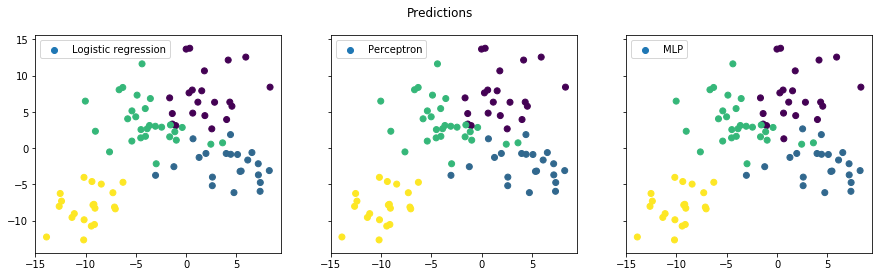 Predictions
Logistic regression
Perceptron
MLP
15
10
5
0
−5
−10
−15 −10 −5 0 5
−15 −10 −5 0 5
−15 −10 −5 0 5